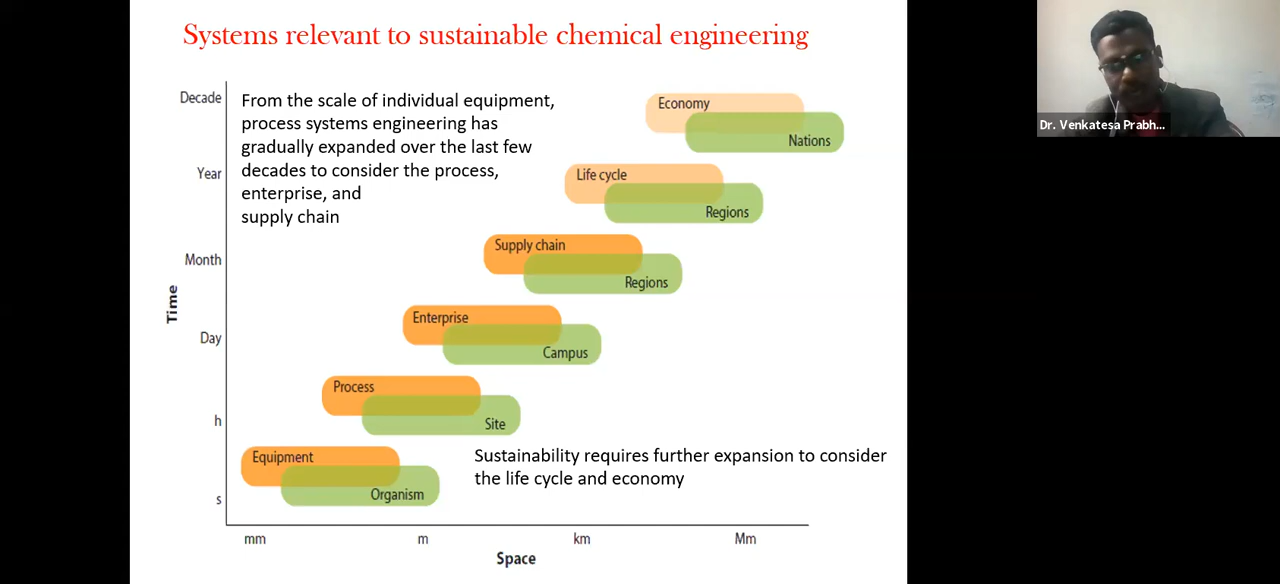 Systems relevant to sustainable chemical engineering
Dr. Venkatesa Prabh...
Decade
Year
Month
Day
h
s
Time
From the scale of individual equipment,
process systems engineering has
gradually expanded over the last few
decades to consider the process,
enterprise, and
supply chain
Economy
Nations
Life cycle
Regions
Supply chain
Regions
Enterprise
Campus
Process
Site
Equipment
Organism
Sustainability requires further expansion to consider
the life cycle and economy
mm m km Mm
Space